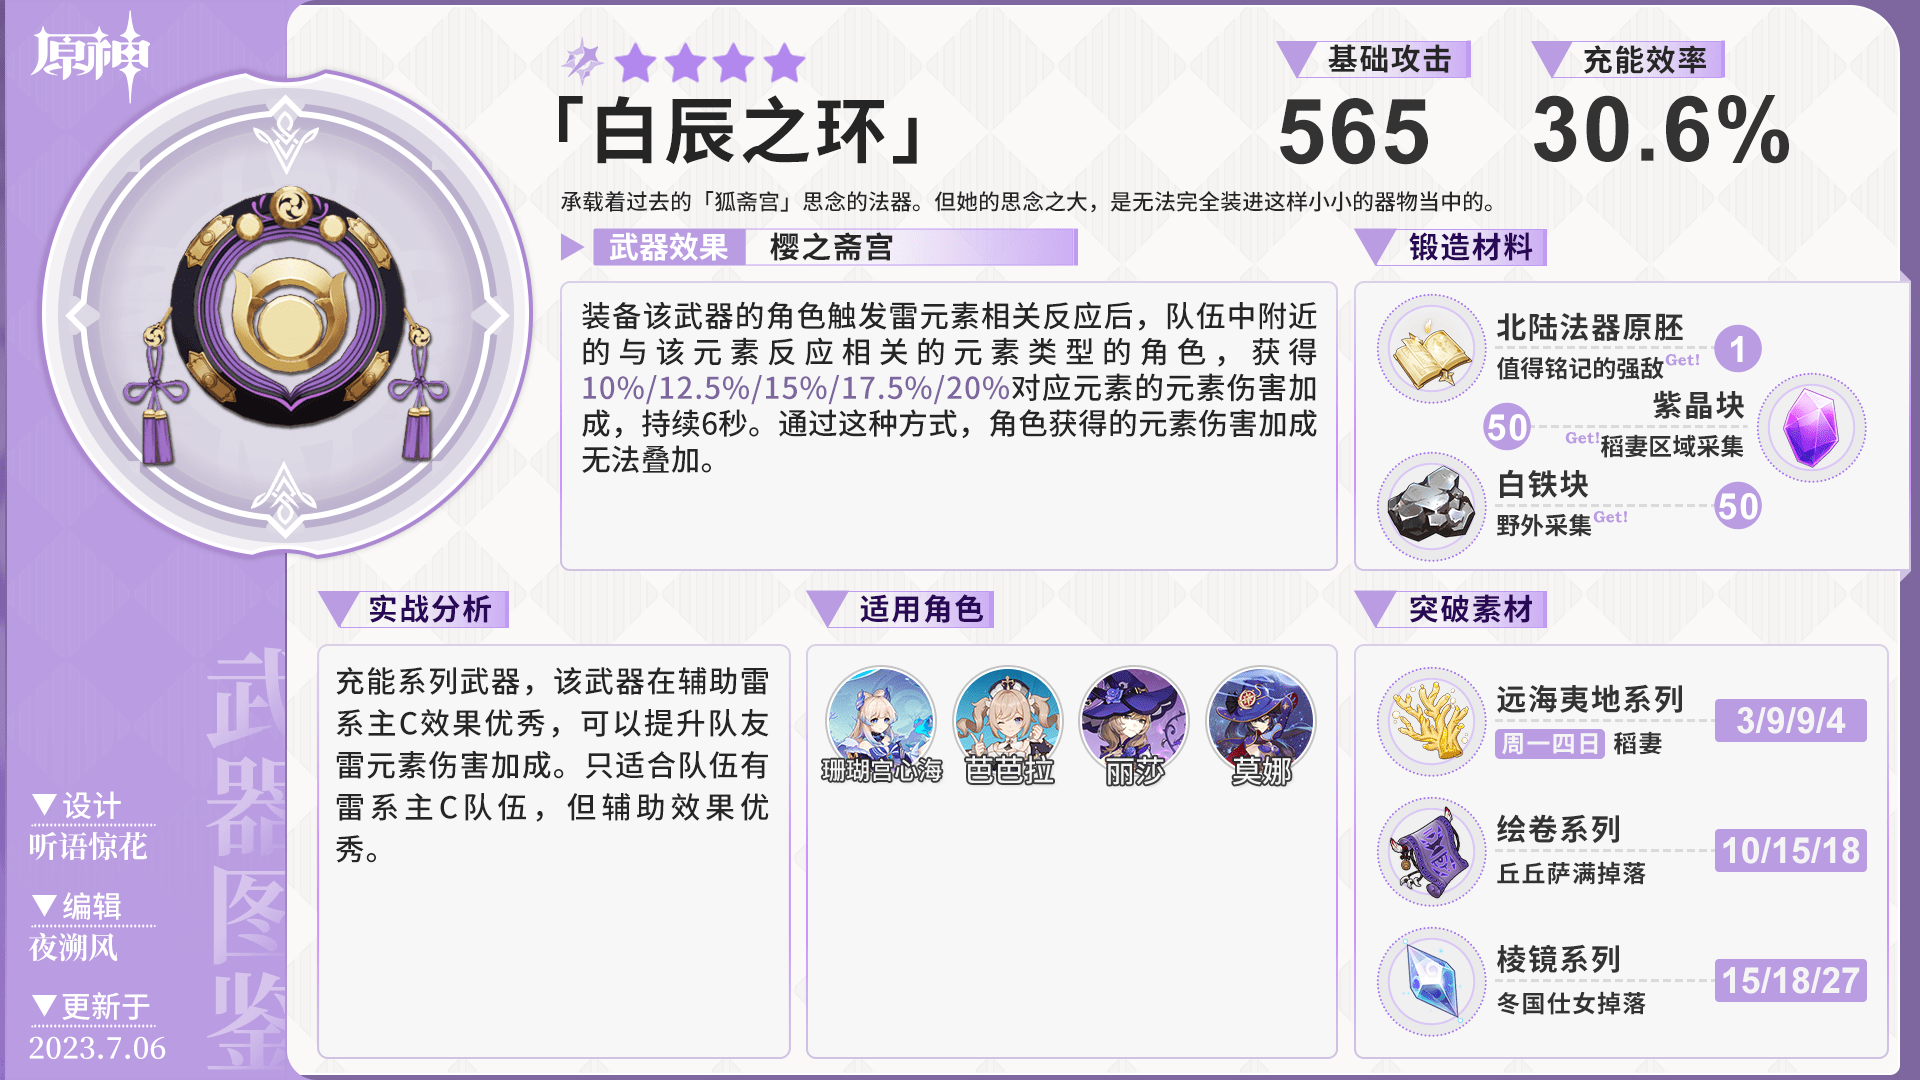 原神
「白辰之环」
基础攻击
565
充能效率
30.6%
承载着过去的「狐斋宫」思念的法器。但她的思念之大，是无法完全装进这样小小的器物当中的。
武器效果
樱之斋宫
装备该武器的角色触发雷元素相关反应后，队伍中附近
的与该元素反应相关的元素类型的角色，获得
10%/12.5%/15%/17.5%/20%对应元素的元素伤害加
成，持续6秒。通过这种方式，角色获得的元素伤害加成
无法叠加。
锻造材料
北陆法器原胚
1
值得铭记的强敌Get!
紫晶块
50
Get!稻妻区域采集
白铁块
50
野外采集Get!
实战分析
充能系列武器，该武器在辅助雷
系主C效果优秀，可以提升队友
雷元素伤害加成。只适合队伍有
雷系主C队伍，但辅助效果优
秀。
适用角色
珊瑚宫心海
芭芭拉
丽莎
莫娜
突破素材
远海夷地系列
3/9/9/4
周一四日 稻妻
绘卷系列
10/15/18
丘丘萨满掉落
棱镜系列
15/18/27
冬国仕女掉落
武器图鉴
▼设计
听语惊花
▼编辑
夜溯风
▼更新于
2023.7.06